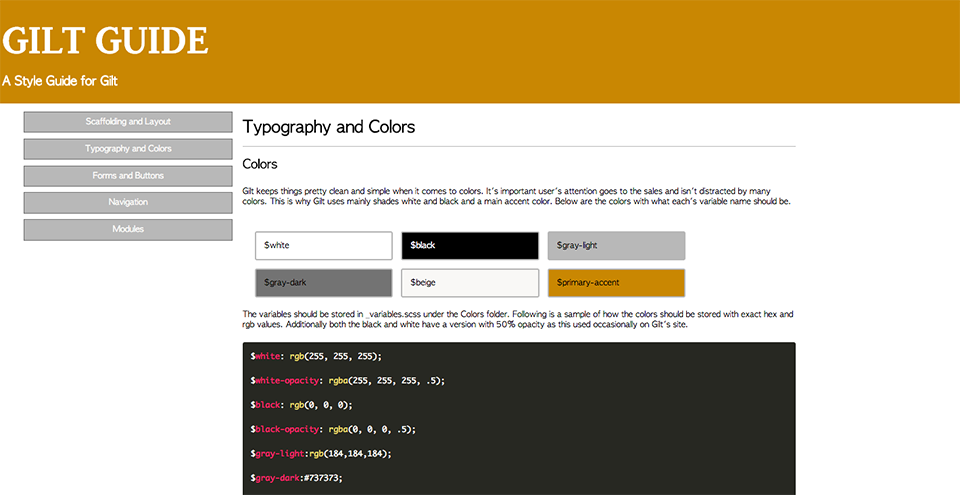 GILT GUIDE
A Style Guide for Gilt
Scaffolding and Layout
Typography and Colors
Forms and Buttons
Navigation
Modules
Typography and Colors
Colors
Gilt keeps things pretty clean and simple when it comes to colors. It's important user's attention goes to the sales and isn't distracted by many
colors. This is why Gilt uses mainly shades white and black and a main accent color. Below are the colors with what each's variable name should be.
$white
$black
$gray-light
$gray-dark
$beige
$primary-accent
The variables should be stored in _variables.scss under the Colors folder. Following is a sample of how the colors should be stored with exact hex and
rgb values. Additionally both the black and white have a version with 50% opacity as this used occasionally on Gilt's site.
$white: rgb(255, 255, 255);
$white-opacity: rgba(255, 255, 255, .5);
$black: rgb(0, 0, 0);
$black-opacity: rgba(0, 0, 0, .5);
$gray-light:rgb(184,184,184);
$gray-dark:#737373;